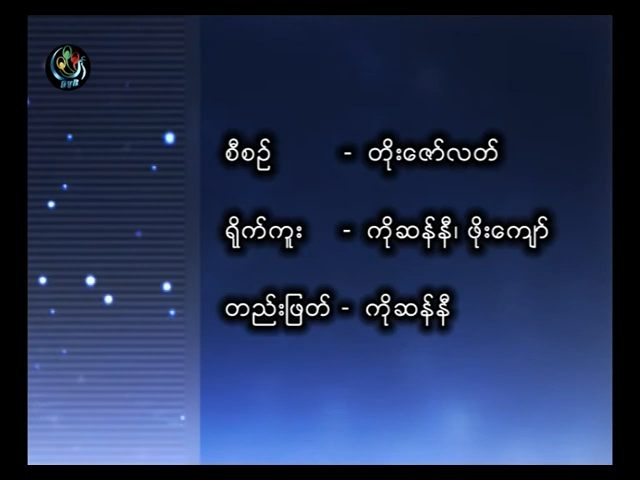 စီစဉ် - တိုးဇော်လတ်
ရိုက်ကူး - ကိုဆန်နီ၊ ဖိုးကျော်
တည်းဖြတ် - ကိုဆန်နီ